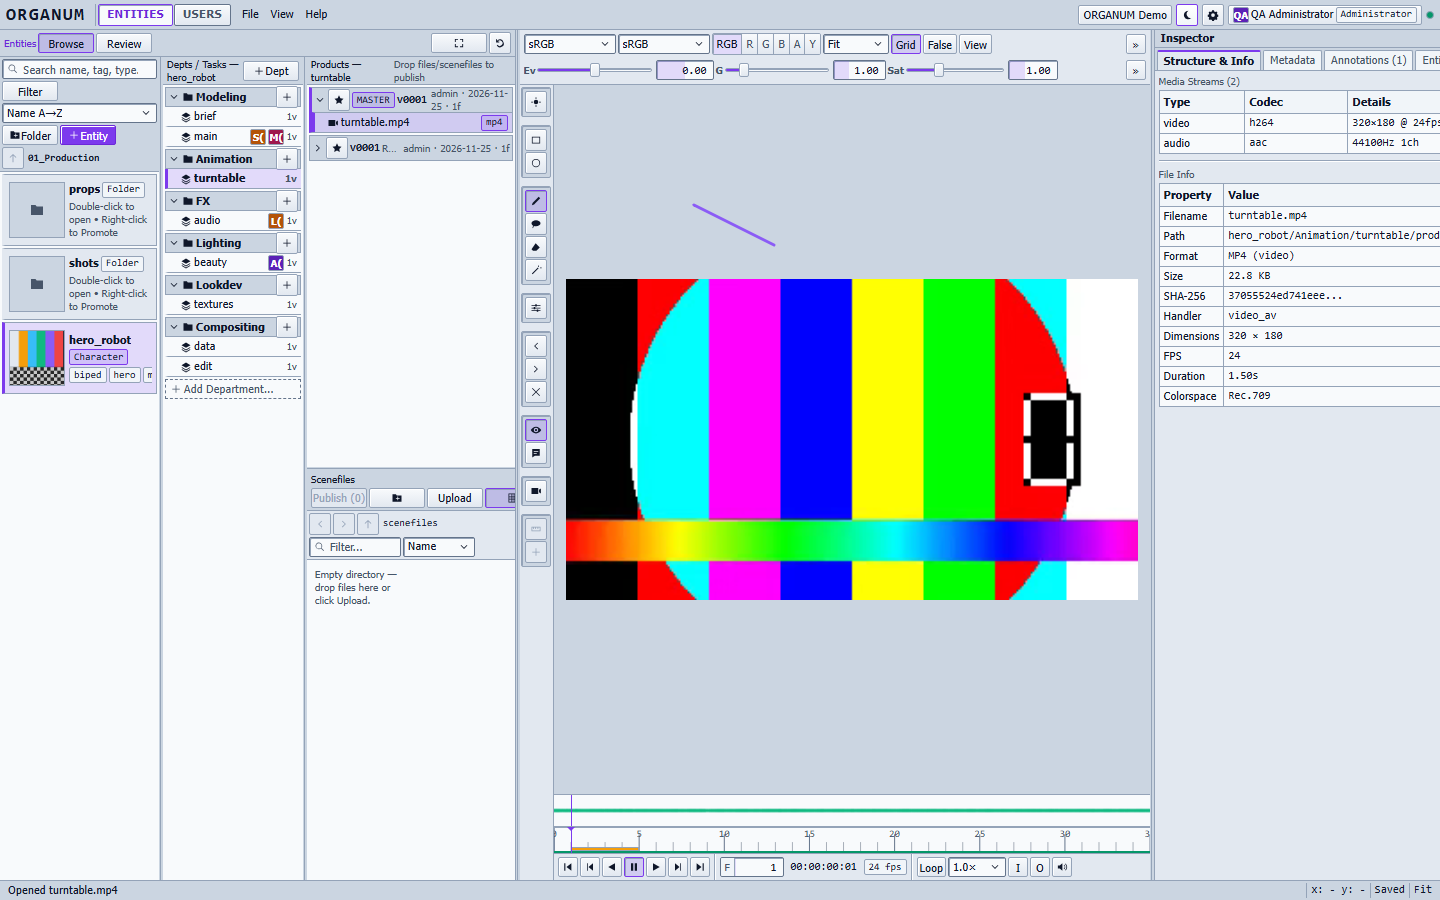 ORGANUM ENTITIES USERS File View Help ORGANUM Demo QA QA Administrator Administrator
Entities Browse Review
Search name, tag, type.
Filter
Name A→Z
Folder + Entity
01_Production
props Folder
Double-click to
open • Right-click
to Promote
shots Folder
Double-click to
open • Right-click
to Promote
hero_robot
Character
biped hero
Depts / Tasks —
hero_robot
+ Dept
Modeling
brief 1v
main S( M( 1v
Animation
turntable 1v
FX
audio L( 1v
Lighting
beauty A( 1v
Lookdev
textures 1v
Compositing
data 1v
edit 1v
+ Add Department...
Products —
turntable
Drop files/scenefiles to
publish
MASTER v0001 admin · 2026-11-
25 · 1f
turntable.mp4 mp4
v0001 R... admin · 2026-11-25 · 1f
Scenefiles
Publish (0) Upload
scenefiles
Filter... Name
Empty directory —
drop files here or
click Upload.
sRGB sRGB RGB R G B A Y Fit Grid False View »
Ev 0.00 G 1.00 Sat 1.00 »
0 5 10 15 20 25 30
F 1 00:00:00:01 24 fps Loop 1.0× I O
Inspector
Structure & Info Metadata Annotations (1) Enti
Media Streams (2)
Type Codec Details
video h264 320×180 @ 24fps
audio aac 44100Hz 1ch
File Info
Property Value
Filename turntable.mp4
Path hero_robot/Animation/turntable/prod
Format MP4 (video)
Size 22.8 KB
SHA-256 37055524ed741eee...
Handler video_av
Dimensions 320 × 180
FPS 24
Duration 1.50s
Colorspace Rec.709
Opened turntable.mp4 x: - y: - Saved Fit